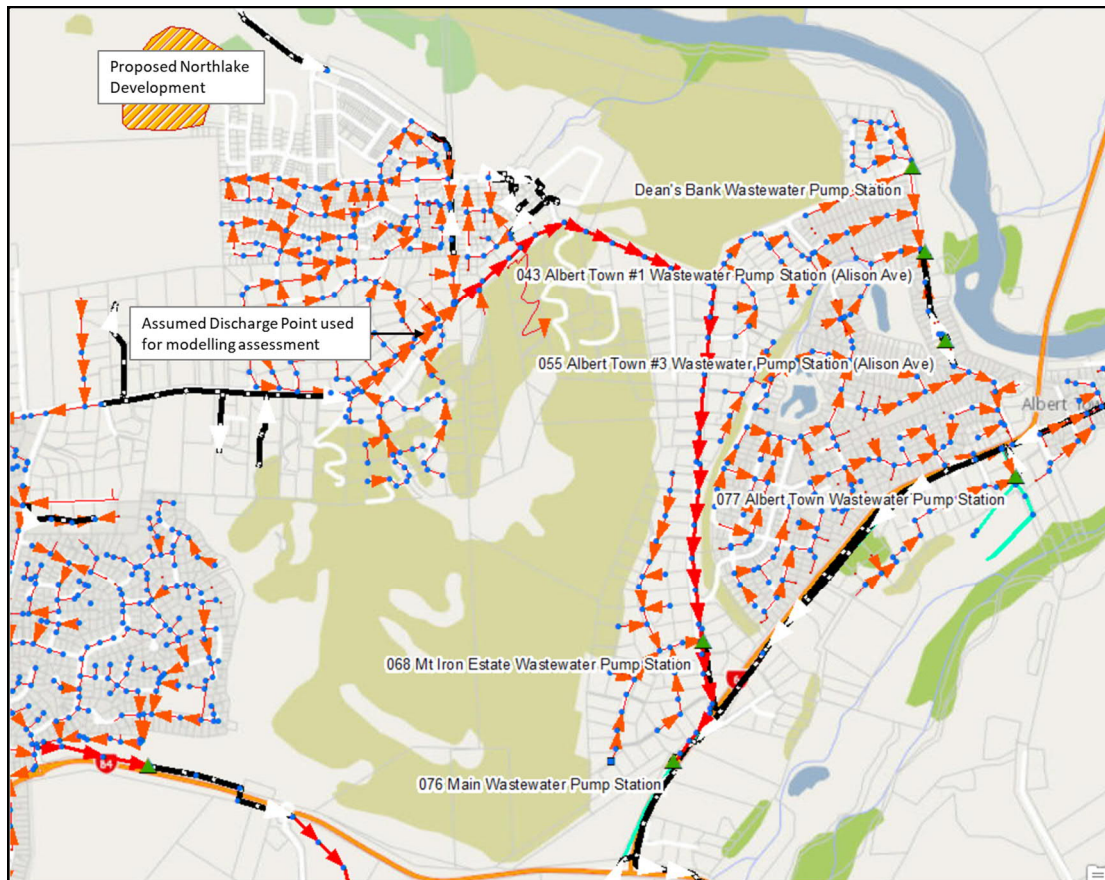 Proposed Northlake
Development
Dean's Bank Wastewater Pump Station
043 Albert Town #1 Wastewater Pump Station (Alison Ave)
Assumed Discharge Point used
for modelling assessment
055 Albert Town #3 Wastewater Pump Station (Alison Ave)
Albert
077 Albert Town Wastewater Pump Station
068 Mt Iron Estate Wastewater Pump Station
6
84
076 Main Wastewater Pump Station